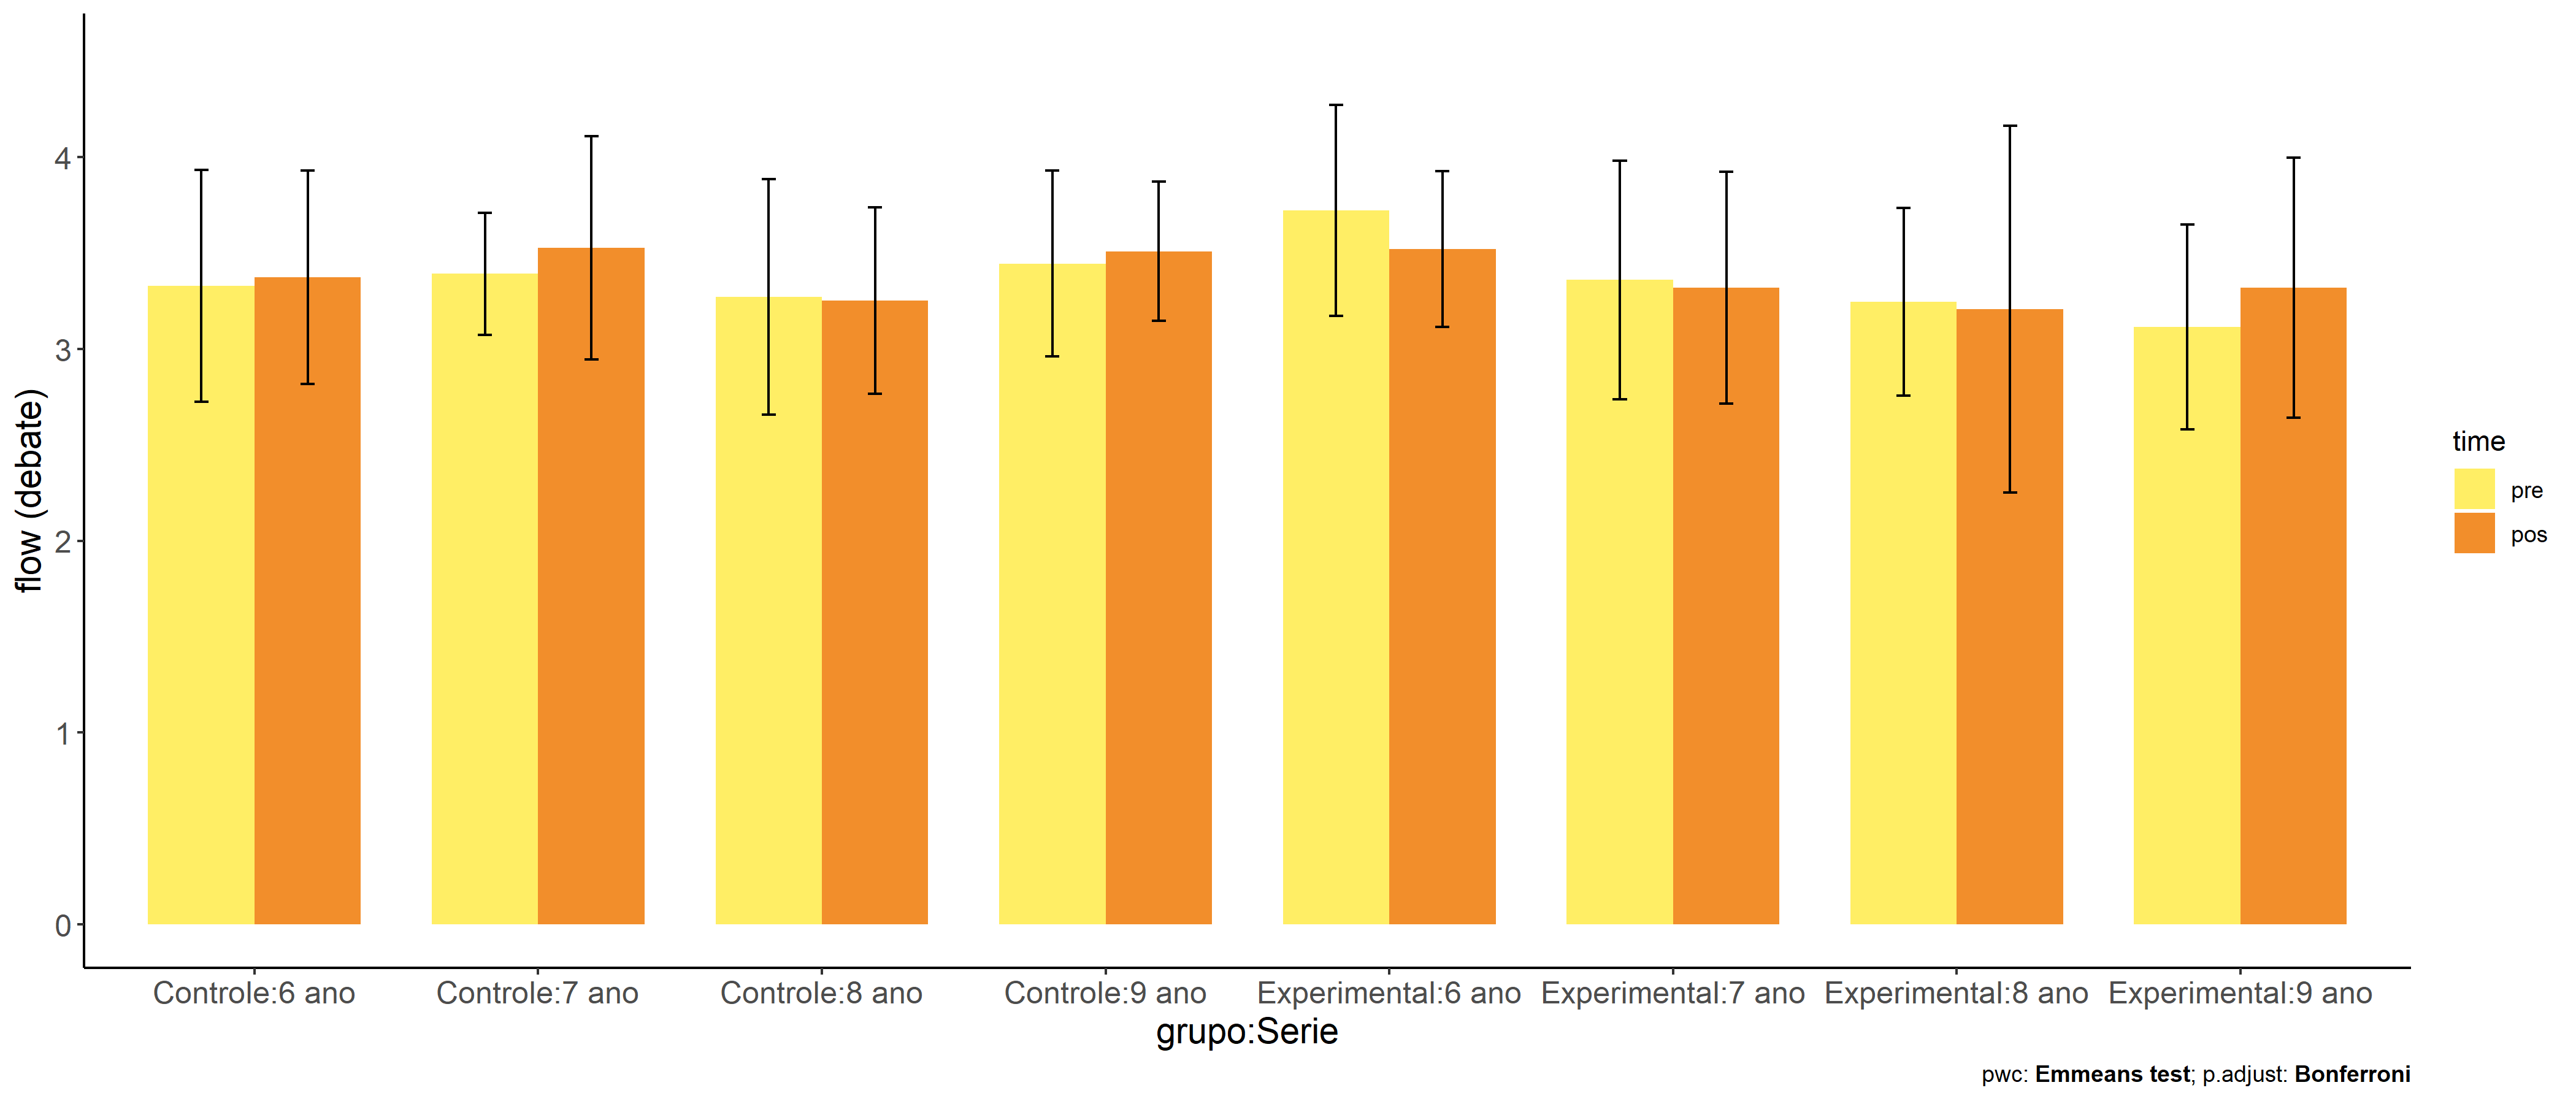 flow (debate)
4
3
2
1
0
Controle:6 ano
Controle:7 ano
Controle:8 ano
Controle:9 ano
Experimental:6 ano
Experimental:7 ano
Experimental:8 ano
Experimental:9 ano
grupo:Serie
time
pre
pos
pwc: Emmeans test; p.adjust: Bonferroni